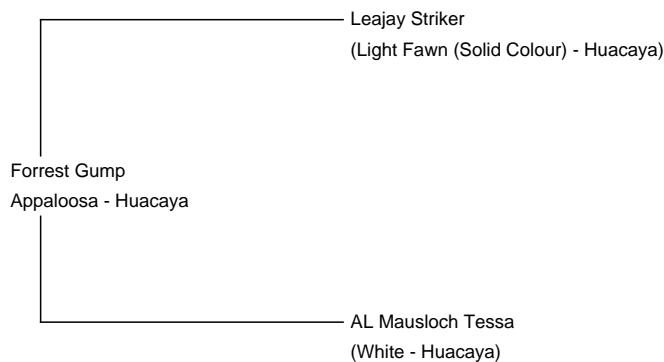 Leajay Striker
(Light Fawn (Solid Colour) - Huacaya)
Forrest Gump
Appaloosa - Huacaya
AL Mausloch Tessa
(White - Huacaya)